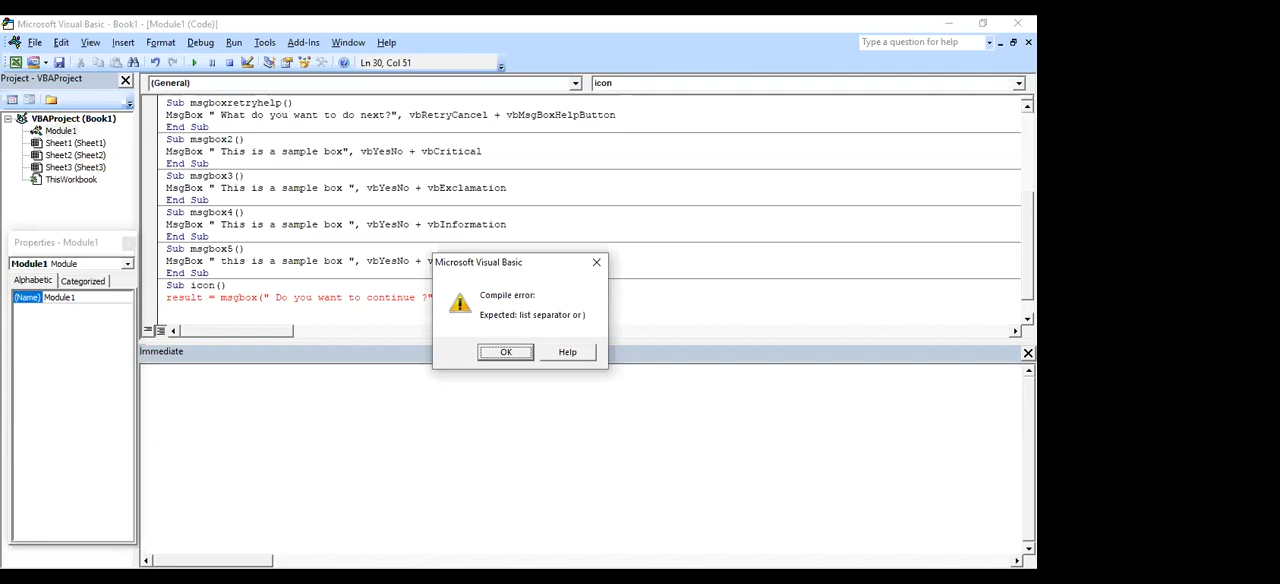 Microsoft Visual Basic - Book1 - [Module1 (Code)]
File Edit View Insert Format Debug Run Tools Add-Ins Window Help
Type a question for help
Ln 30, Col 51
Project - VBAProject
(General)
icon
VBAProject (Book1)
Module1
Sheet1 (Sheet1)
Sheet2 (Sheet2)
Sheet3 (Sheet3)
ThisWorkbook
Sub msgboxretryhelp()
MsgBox " What do you want to do next?", vbRetryCancel + vbMsgBoxHelpButton
End Sub
Sub msgbox2()
MsgBox " This is a sample box", vbYesNo + vbCritical
End Sub
Sub msgbox3()
MsgBox " This is a sample box ", vbYesNo + vbExclamation
End Sub
Sub msgbox4()
MsgBox " This is a sample box ", vbYesNo + vbInformation
End Sub
Sub msgbox5()
MsgBox " this is a sample box ", vbYesNo + v
End Sub
Sub icon()
result = msgbox(" Do you want to continue ?"
Properties - Module1
Module1 Module
Alphabetic Categorized
(Name) Module1
Microsoft Visual Basic
Compile error:
Expected: list separator or )
OK Help
Immediate